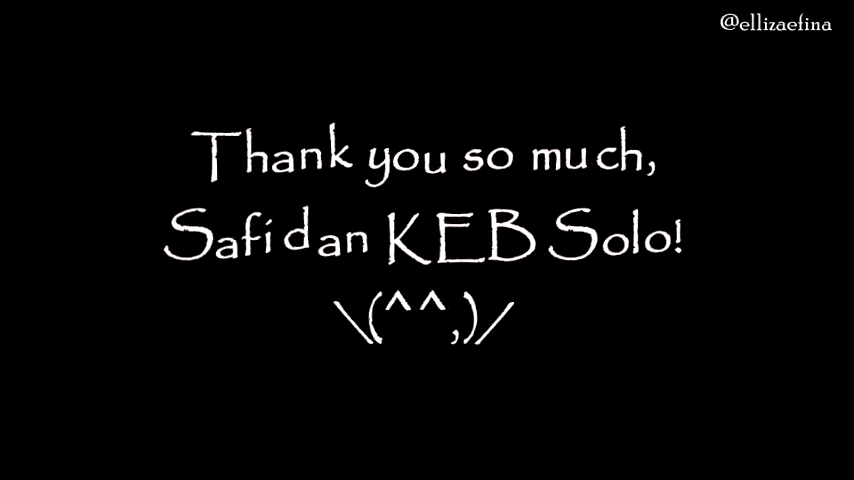 @ellizaefina
Thank you so much,
Safi dan KEB Solo!
\(^^,)/